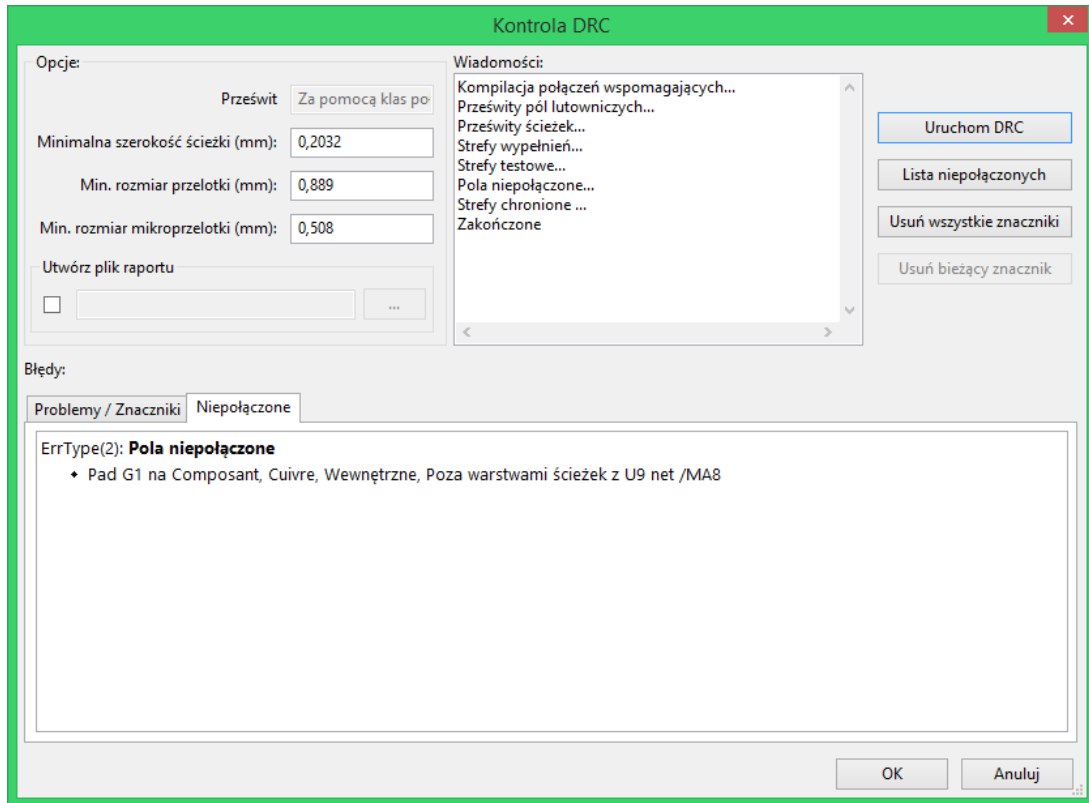 Kontrola DRC
Opcje:
Prześwit
Za pomocą klas po
Minimalna szerokość ścieżki (mm):
0,2032
Min. rozmiar przelotki (mm):
0,889
Min. rozmiar mikroprzelotki (mm):
0,508
Utwórz plik raportu
...
Wiadomości:
Kompilacja połączeń wspomagających...
Prześwity pól lutowniczych...
Prześwity ścieżek...
Strefy wypełnień...
Strefy testowe...
Pola niepołączone...
Strefy chronione ...
Zakończone
Uruchom DRC
Lista niepołączonych
Usuń wszystkie znaczniki
Usuń bieżący znacznik
Błędy:
Problemy / Znaczniki
Niepołączone
ErrType(2): Pola niepołączone
Pad G1 na Composant, Cuivre, Wewnętrzne, Poza warstwami ścieżek z U9 net /MA8
OK
Anuluj